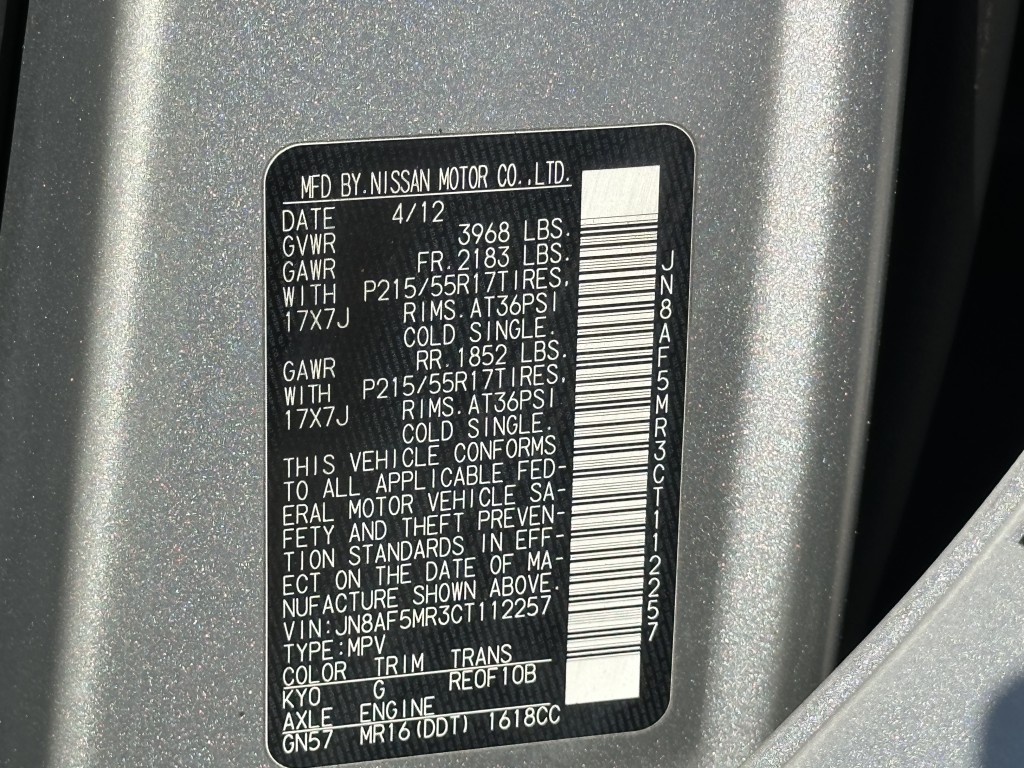 MFD BY.NISSAN MOTOR CO.,LTD.
DATE 4/12
GVWR 3968 LBS.
GAWR FR.2183 LBS.
WITH P215/55R17TIRES,
17X7J RIMS.AT36PSI
COLD SINGLE.
GAWR RR.1852 LBS.
WITH P215/55R17TIRES,
17X7J RIMS.AT36PSI
COLD SINGLE.
THIS VEHICLE CONFORMS
TO ALL APPLICABLE FED-
ERAL MOTOR VEHICLE SA-
FETY AND THEFT PREVEN-
TION STANDARDS IN EFF-
ECT ON THE DATE OF MA-
NUFACTURE SHOWN ABOVE.
VIN:JN8AF5MR3CT112257
TYPE:MPV
COLOR TRIM TRANS
KYO G REOF10B
AXLE ENGINE
GN57 MR16(DDT) 1618CC
JN8AF5MR3CT112257